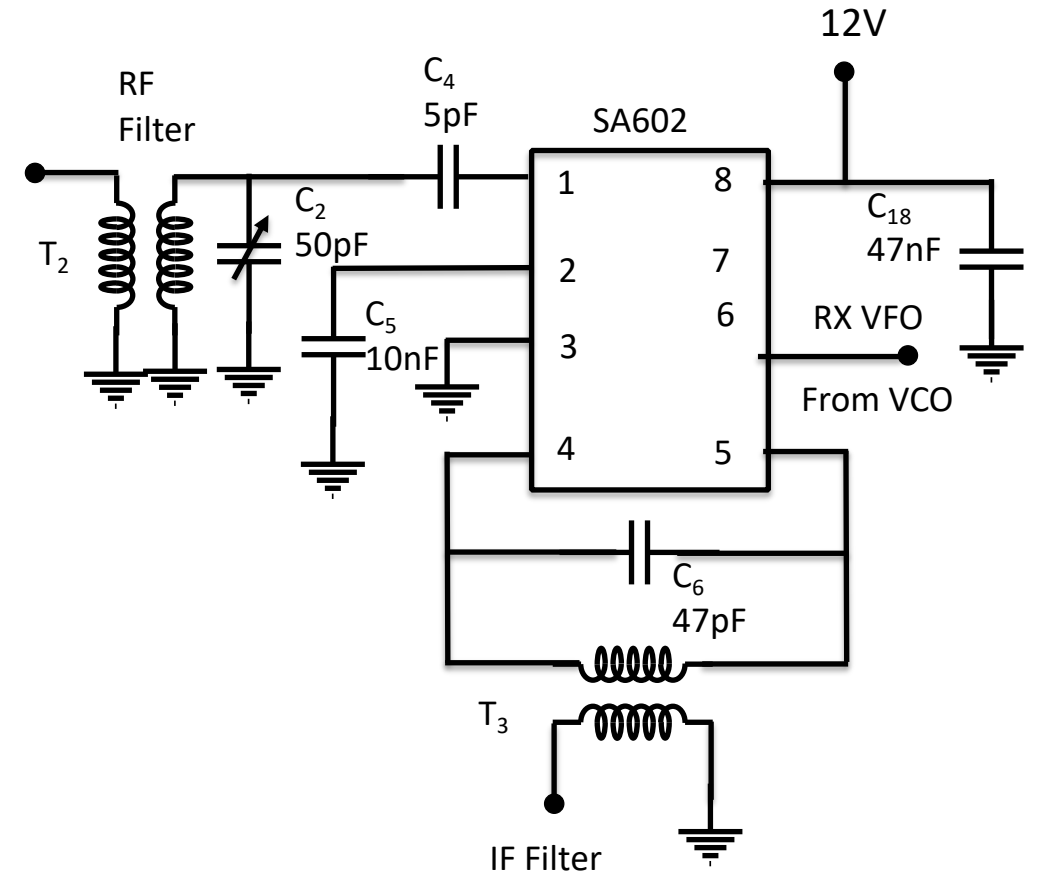 12V
RF
Filter
C₄
5pF
SA602
1
8
C₂
50pF
C₁₈
47nF
T₂
2
7
C₅
10nF
6
RX VFO
3
From VCO
4
5
C₆
47pF
T₃
IF Filter